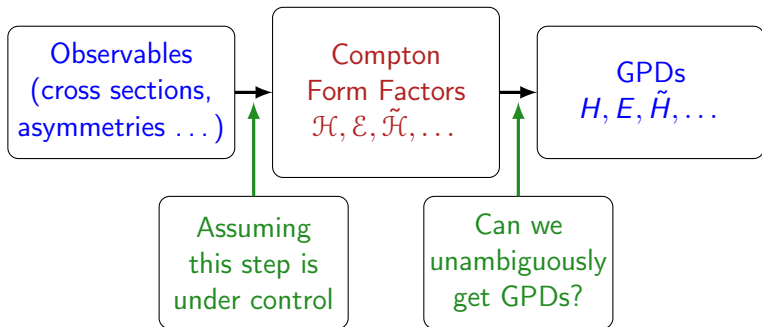 Observables
(cross sections,
asymmetries . . . )
Compton
Form Factors
ℋ, ℰ, ℋ̃, . . .
GPDs
H, E, H̃, . . .
Assuming
this step is
under control
Can we
unambiguously
get GPDs?